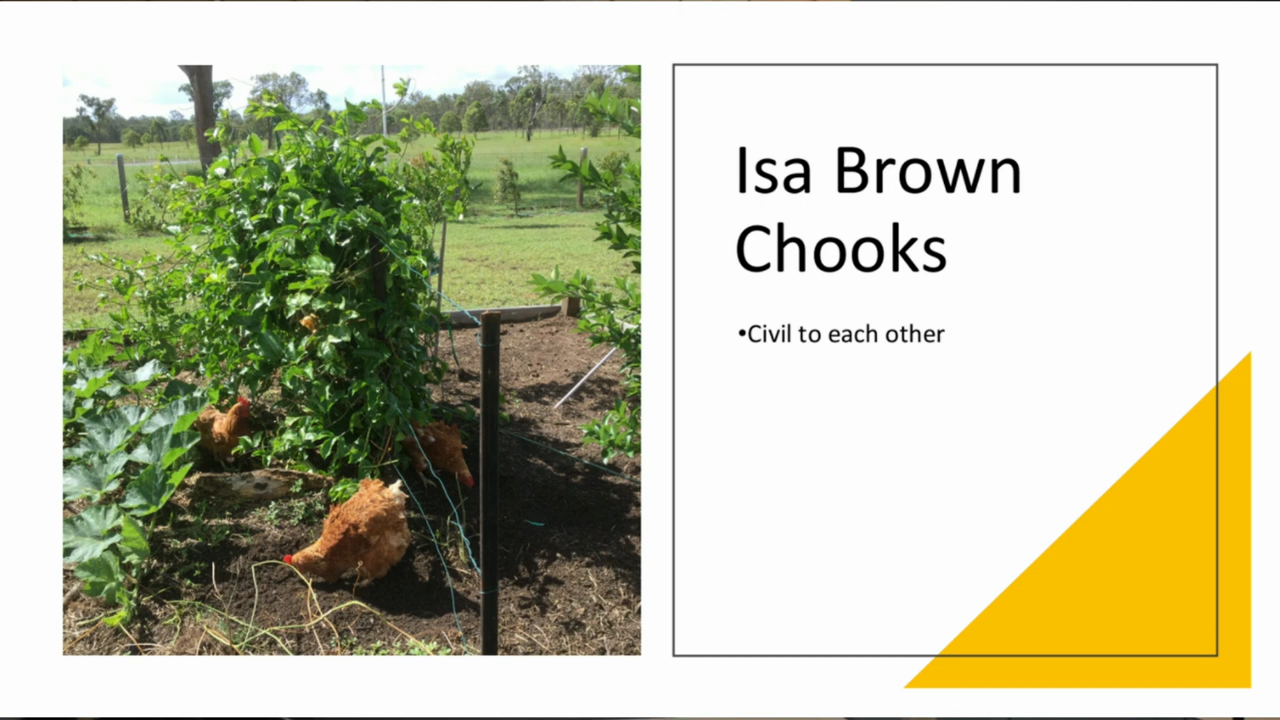 Isa Brown
Chooks
•Civil to each other